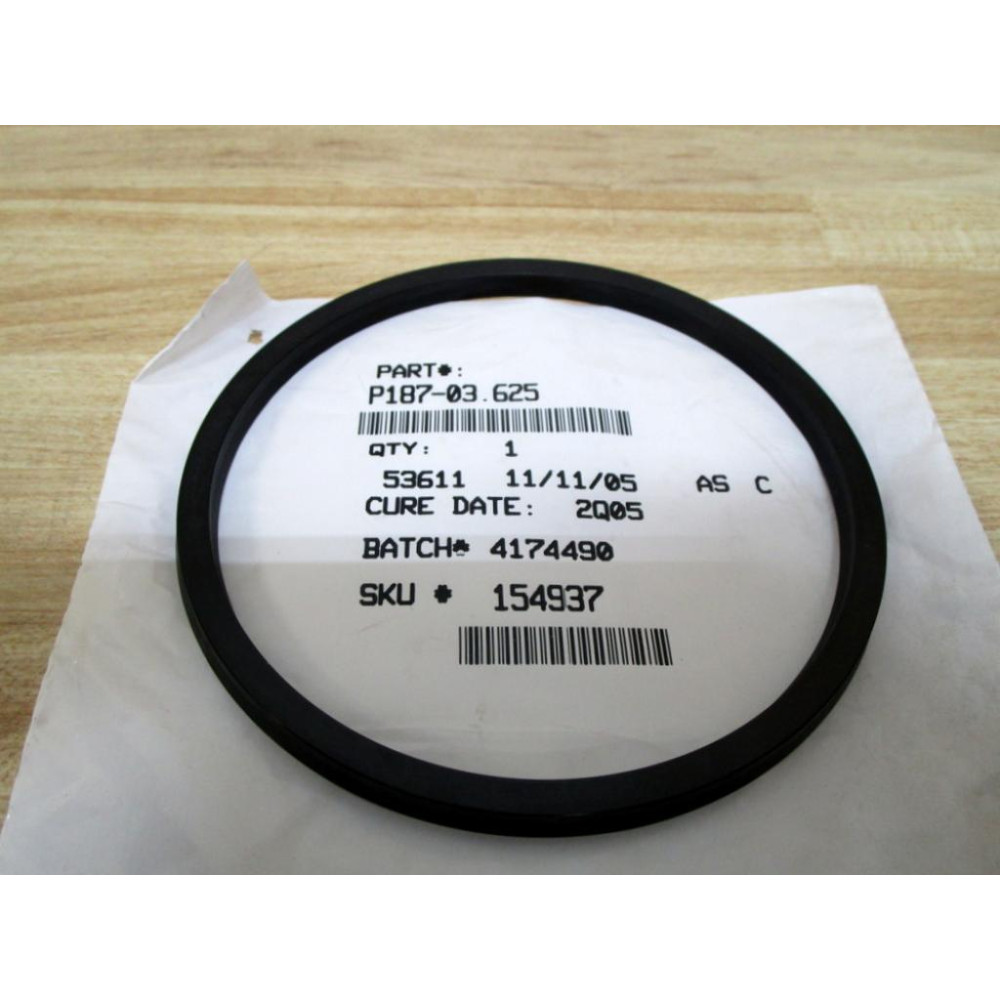 PART#:
P187-03.625
QTY: 1
53611 11/11/05 AS C
CURE DATE: 2Q05
BATCH# 4174490
SKU # 154937